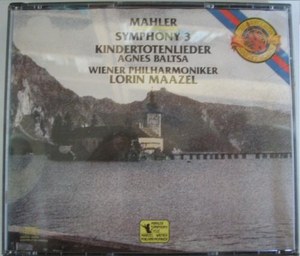 MAHLER
SYMPHONY 3
KINDERTOTENLIEDER
AGNES BALTSA
WIENER PHILHARMONIKER
LORIN MAAZEL